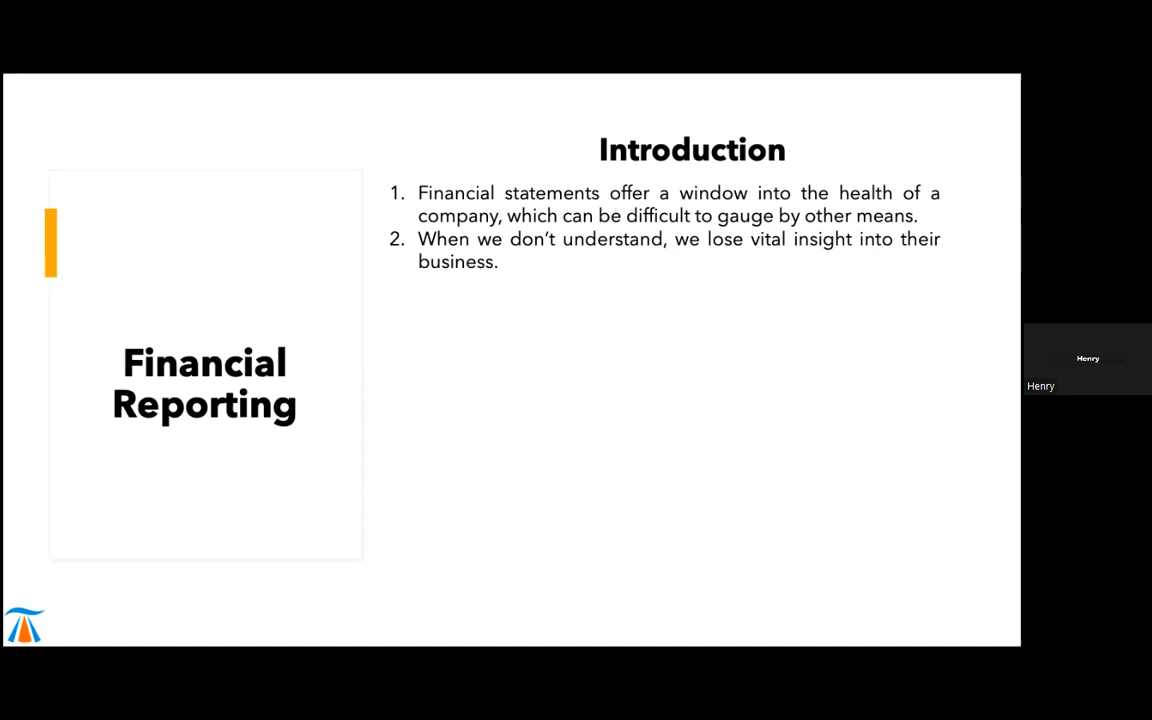 Introduction
1. Financial statements offer a window into the health of a
company, which can be difficult to gauge by other means.
2. When we don't understand, we lose vital insight into their
business.
Financial
Reporting
Henry
Henry